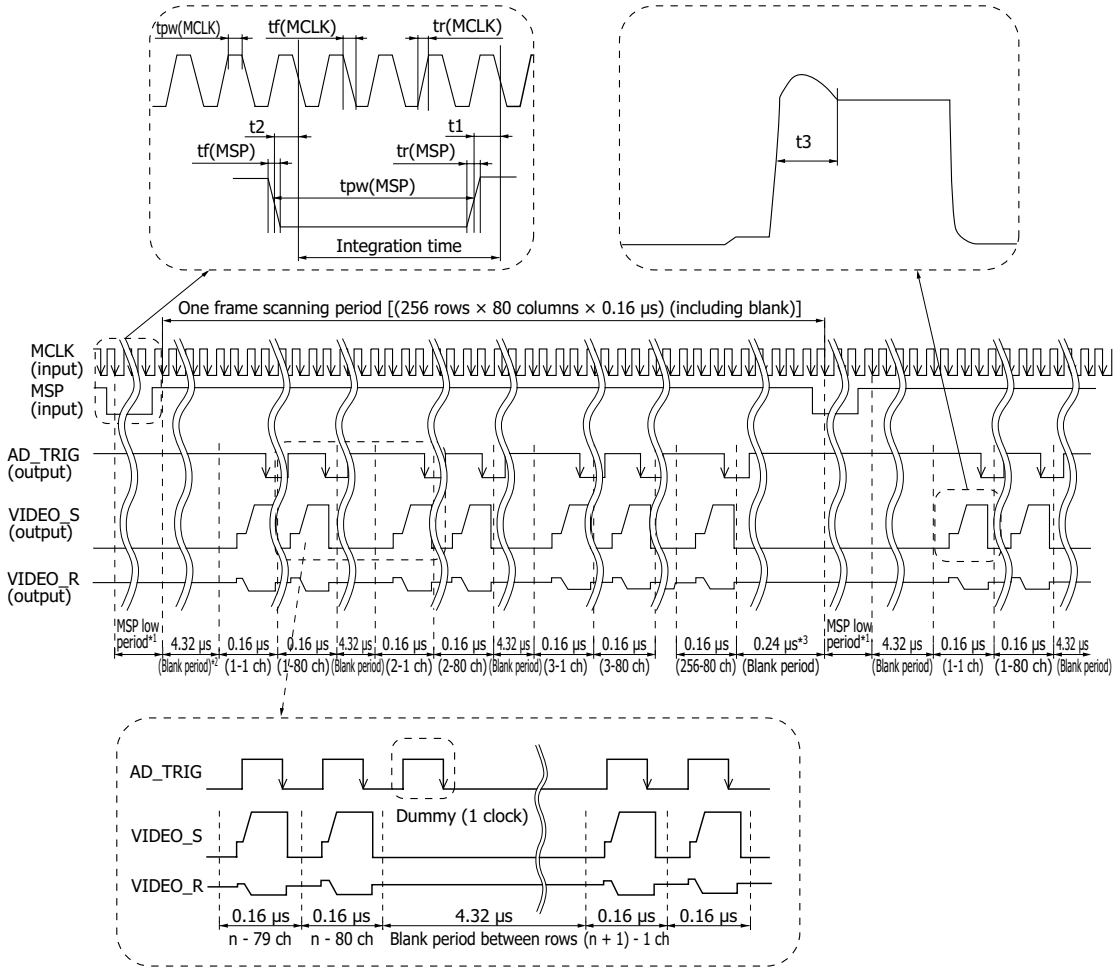 tpw(MCLK) tf(MCLK) tr(MCLK)
t2 t1
tf(MSP) tr(MSP)
tpw(MSP)
Integration time
t3
One frame scanning period [(256 rows × 80 columns × 0.16 μs) (including blank)]
MCLK
(input)
MSP
(input)
AD_TRIG
(output)
VIDEO_S
(output)
VIDEO_R
(output)
MSP low
period*1
4.32 μs
(Blank period)*2
0.16 μs
(1-1 ch)
0.16 μs
(1-80 ch)
4.32 μs
(Blank period)
0.16 μs
(2-1 ch)
0.16 μs
(2-80 ch)
4.32 μs
(Blank period)
0.16 μs
(3-1 ch)
0.16 μs
(3-80 ch)
0.16 μs
(256-80 ch)
0.24 μs*3
(Blank period)
MSP low
period*1
4.32 μs
(Blank period)
0.16 μs
(1-1 ch)
0.16 μs
(1-80 ch)
4.32 μs
(Blank period)
AD_TRIG
Dummy (1 clock)
VIDEO_S
VIDEO_R
0.16 μs 0.16 μs 4.32 μs 0.16 μs 0.16 μs
n - 79 ch n - 80 ch Blank period between rows (n + 1) - 1 ch